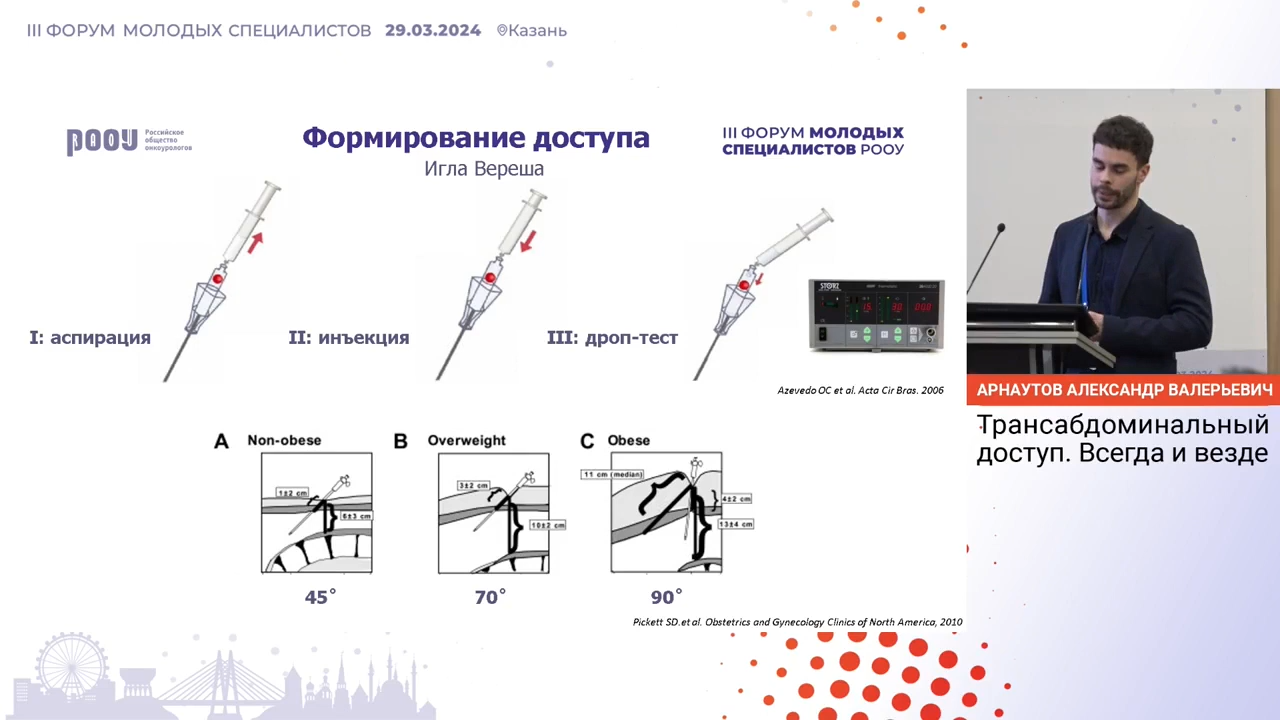 III ФОРУМ МОЛОДЫХ СПЕЦИАЛИСТОВ 29.03.2024 Казань
РООУ
Российское
общество
онкоурологов
Формирование доступа
Игла Вереша
III ФОРУМ МОЛОДЫХ
СПЕЦИАЛИСТОВ РООУ
I: аспирация
II: инъекция
III: дроп-тест
STORZ
Azevedo OC et al. Acta Cir Bras. 2006
A Non-obese
1±2 cm
6±3 cm
45°
B Overweight
3±2 cm
10±2 cm
70°
C Obese
11 cm (median)
4±2 cm
13±4 cm
90°
Pickett SD.et al. Obstetrics and Gynecology Clinics of North America, 2010
АРНАУТОВ АЛЕКСАНДР ВАЛЕРЬЕВИЧ
Трансабдоминальный
доступ. Всегда и везде